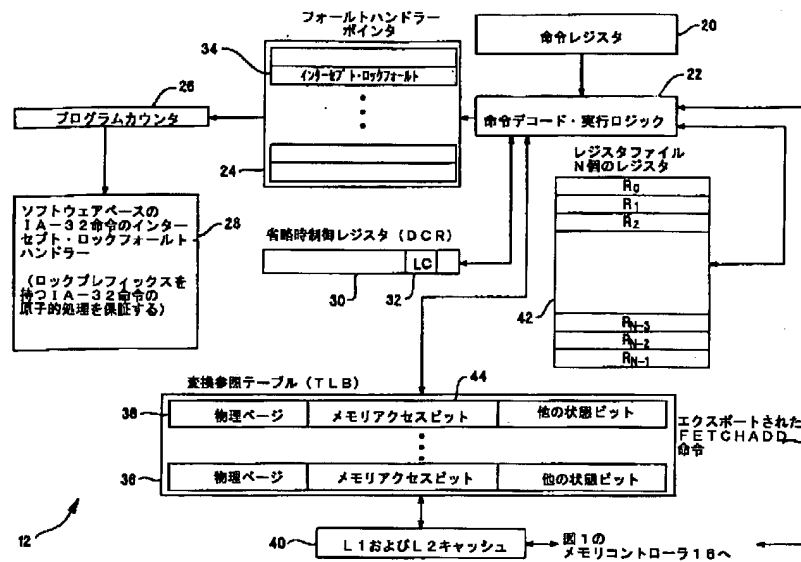 フォールトハンドラー
ポインタ
34
インターセプト・ロックフォールト
24
命令レジスタ
20
22
命令デコード・実行ロジック
26
プログラムカウンタ
レジスタファイル
N個のレジスタ
R0
R1
R2
42
RN-3
RN-2
RN-1
ソフトウェアベースの
IA-32命令のインター
セプト・ロックフォールト
ハンドラー
(ロックプレフィックスを
持つIA-32命令の
原子的処理を保証する)
28
省略時制御レジスタ(DCR)
LC
30
32
変換参照テーブル(TLB)
44
38
物理ページ
メモリアクセスビット
他の状態ビット
36
物理ページ
メモリアクセスビット
他の状態ビット
エクスポートされた
FETCHADD
命令
12
40
L1およびL2キャッシュ
図1の
メモリコントローラ16へ